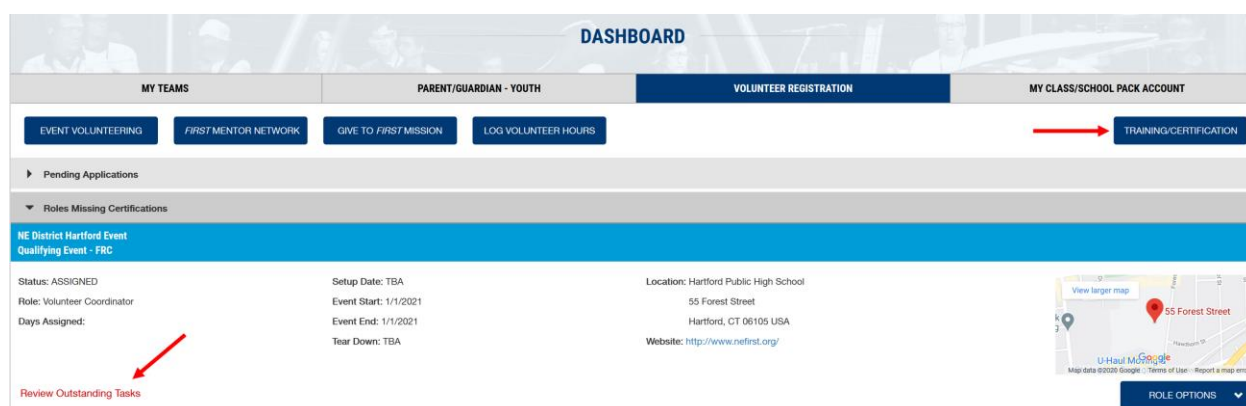 DASHBOARD
MY TEAMS
PARENT/GUARDIAN - YOUTH
VOLUNTEER REGISTRATION
MY CLASS/SCHOOL PACK ACCOUNT
EVENT VOLUNTEERING
FIRST MENTOR NETWORK
GIVE TO FIRST MISSION
LOG VOLUNTEER HOURS
TRAINING/CERTIFICATION
Pending Applications
Roles Missing Certifications
NE District Hartford Event
Qualifying Event - FRC
Status: ASSIGNED
Role: Volunteer Coordinator
Days Assigned:
Setup Date: TBA
Event Start: 1/1/2021
Event End: 1/1/2021
Tear Down: TBA
Location: Hartford Public High School
55 Forest Street
Hartford, CT 06105 USA
Website: http://www.nefirst.org/
View larger map
55 Forest Street
Hawthorn St
U-Haul Moving
Google
Map data ©2020 Google
Terms of Use
Report a map
Review Outstanding Tasks
ROLE OPTIONS